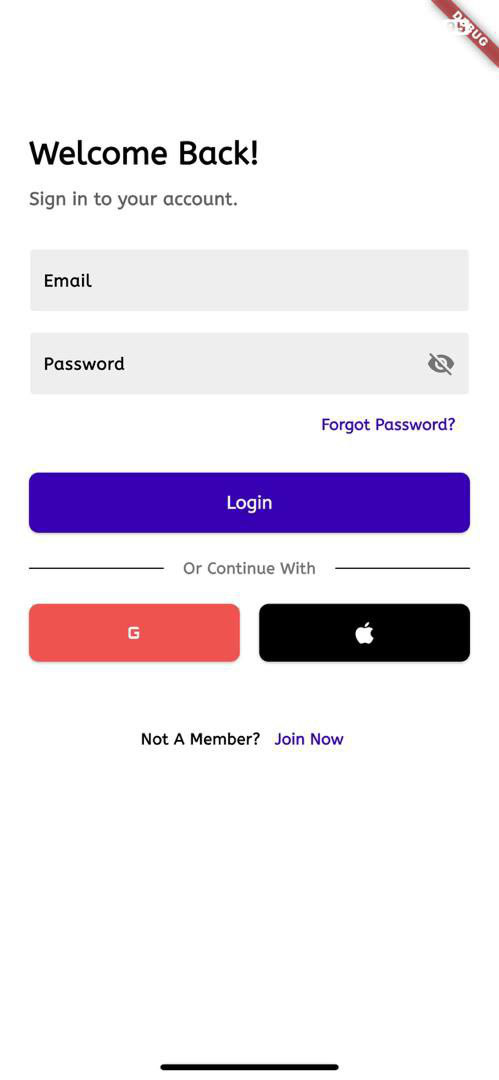 DEBUG
Welcome Back!
Sign in to your account.
Email
Password
Forgot Password?
Login
Or Continue With
G
Not A Member? Join Now